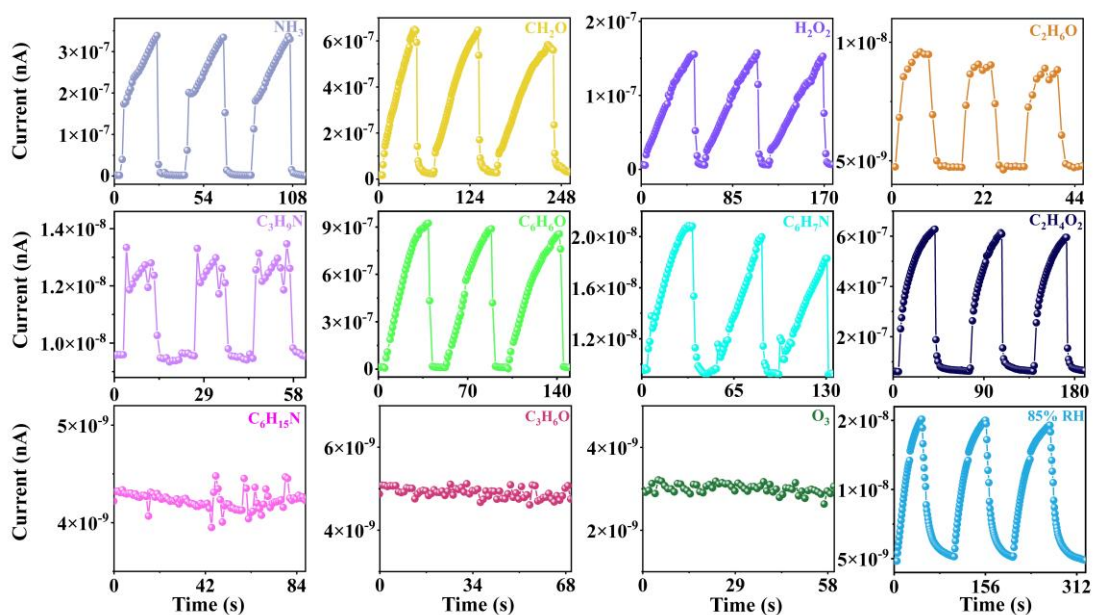 Current (nA)
3×10⁻⁷
2×10⁻⁷
1×10⁻⁷
0
NH₃
0 54 108
8×10⁻⁷
6×10⁻⁷
4×10⁻⁷
2×10⁻⁷
0
CH₂O
0 124 248
2×10⁻⁷
1×10⁻⁷
0
H₂O₂
0 85 170
1×10⁻⁸
5×10⁻⁹
C₂H₆O
0 22 44
Current (nA)
1.4×10⁻⁸
1.2×10⁻⁸
1.0×10⁻⁸
C₃H₉N
0 29 58
9×10⁻⁷
6×10⁻⁷
3×10⁻⁷
0
C₆H₆O
0 70 140
2.0×10⁻⁸
1.6×10⁻⁸
1.2×10⁻⁸
C₆H₇N
0 65 130
6×10⁻⁷
4×10⁻⁷
2×10⁻⁷
C₂H₄O₂
0 90 180
Current (nA)
5×10⁻⁹
4×10⁻⁹
C₆H₁₅N
0 42 84
Time (s)
6×10⁻⁹
4×10⁻⁹
C₃H₆O
0 34 68
Time (s)
4×10⁻⁹
2×10⁻⁹
O₃
0 29 58
Time (s)
2×10⁻⁸
1×10⁻⁸
5×10⁻⁹
85% RH
0 156 312
Time (s)